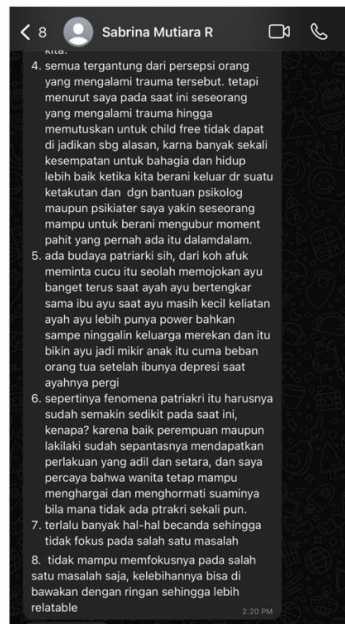 8 Sabrina Mutiara R
kita.
4. semua tergantung dari persepsi orang
yang mengalami trauma tersebut. tetapi
menurut saya pada saat ini seseorang
yang mengalami trauma hingga
memutuskan untuk child free tidak dapat
di jadikan sbg alasan, karna banyak sekali
kesempatan untuk bahagia dan hidup
lebih baik ketika kita berani keluar dr suatu
ketakutan dan dgn bantuan psikolog
maupun psikiater saya yakin seseorang
mampu untuk berani mengubur moment
pahit yang pernah ada itu dalamdalam.
5. ada budaya patriarki sih, dari koh afuk
meminta cucu itu seolah memojokan ayu
banget terus saat ayah ayu bertengkar
sama ibu ayu saat ayu masih kecil keliatan
ayah ayu lebih punya power bahkan
sampe ninggalin keluarga merekan dan itu
bikin ayu jadi mikir anak itu cuma beban
orang tua setelah ibunya depresi saat
ayahnya pergi
6. sepertinya fenomena patriakri itu harusnya
sudah semakin sedikit pada saat ini,
kenapa? karena baik perempuan maupun
lakilaki sudah sepantasnya mendapatkan
perlakuan yang adil dan setara, dan saya
percaya bahwa wanita tetap mampu
menghargai dan menghormati suaminya
bila mana tidak ada ptrakri sekali pun.
7. terlalu banyak hal-hal becanda sehingga
tidak fokus pada salah satu masalah
8. tidak mampu memfokusnya pada salah
satu masalah saja, kelebihannya bisa di
bawakan dengan ringan sehingga lebih
relatable
2.20 PM